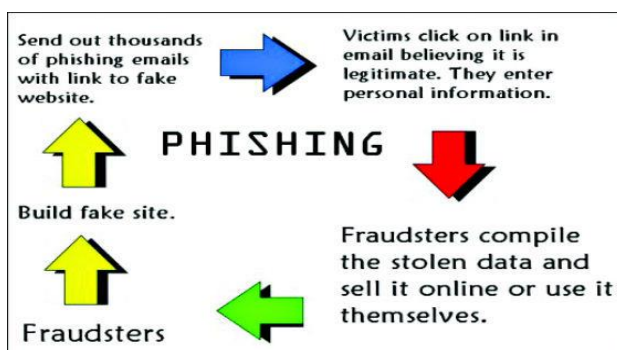 Send out thousands
of phishing emails
with link to fake
website.
Victims click on link in
email believing it is
legitimate. They enter
personal information.
PHISHING
Build fake site.
Fraudsters compile
the stolen data and
sell it online or use it
themselves.
Fraudsters